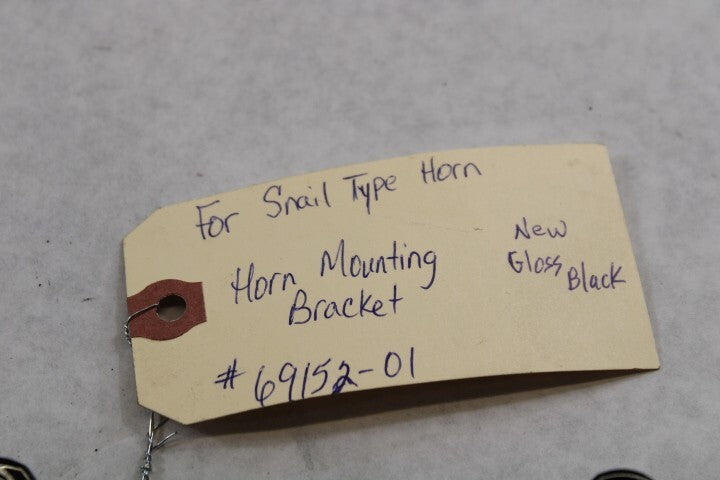 For Snail Type Horn
Horn Mounting
Bracket
New
Gloss
Black
# 69152-01